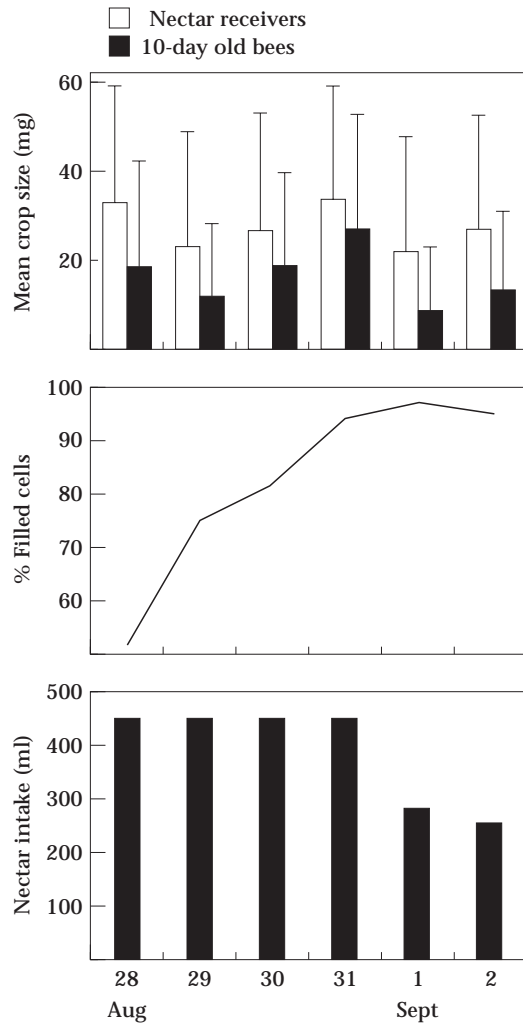 Nectar receivers
10-day old bees
Mean crop size (mg)
60
40
20
% Filled cells
100
90
80
70
60
Nectar intake (ml)
500
400
300
200
100
28 29 30 31 1 2
Aug Sept